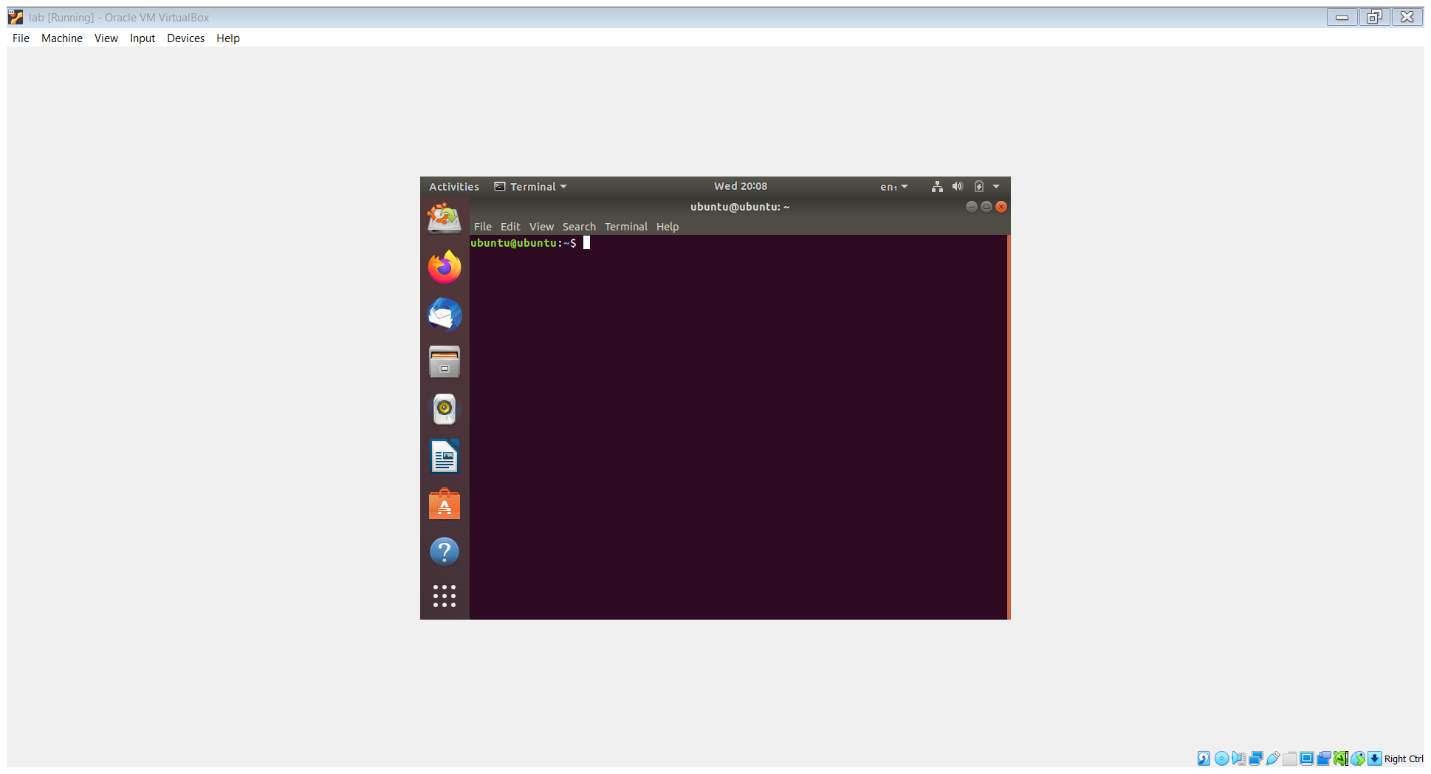 lab [Running] - Oracle VM VirtualBox
File Machine View Input Devices Help
Activities Terminal Wed 20:08 en₁
ubuntu@ubuntu: ~
File Edit View Search Terminal Help
ubuntu@ubuntu:~$
Right Ctrl